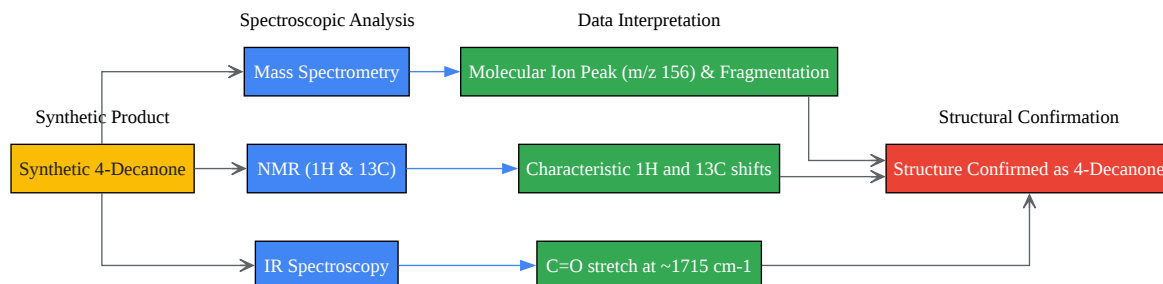 Spectroscopic Analysis
Data Interpretation
Mass Spectrometry
Molecular Ion Peak (m/z 156) & Fragmentation
Synthetic Product
Structural Confirmation
Synthetic 4-Decanone
NMR (1H & 13C)
Characteristic 1H and 13C shifts
Structure Confirmed as 4-Decanone
IR Spectroscopy
C=O stretch at ~1715 cm-1